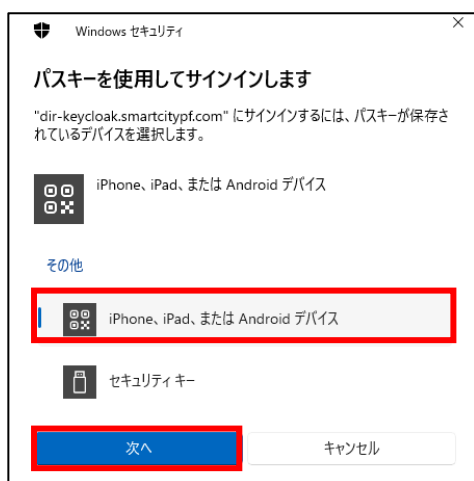 Windows セキュリティ
パスキーを使用してサインインします
"dir-keycloak.smartcitypf.com" にサインインするには、パスキーが保存さ
れているデバイスを選択します。
iPhone、iPad、または Android デバイス
その他
iPhone、iPad、または Android デバイス
セキュリティ キー
次へ
キャンセル